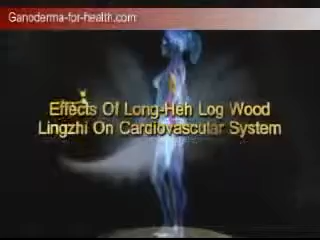 Ganoderma-for-health.com
Effects Of Long-Heh Log Wood
Lingzhi On Cardiovascular System